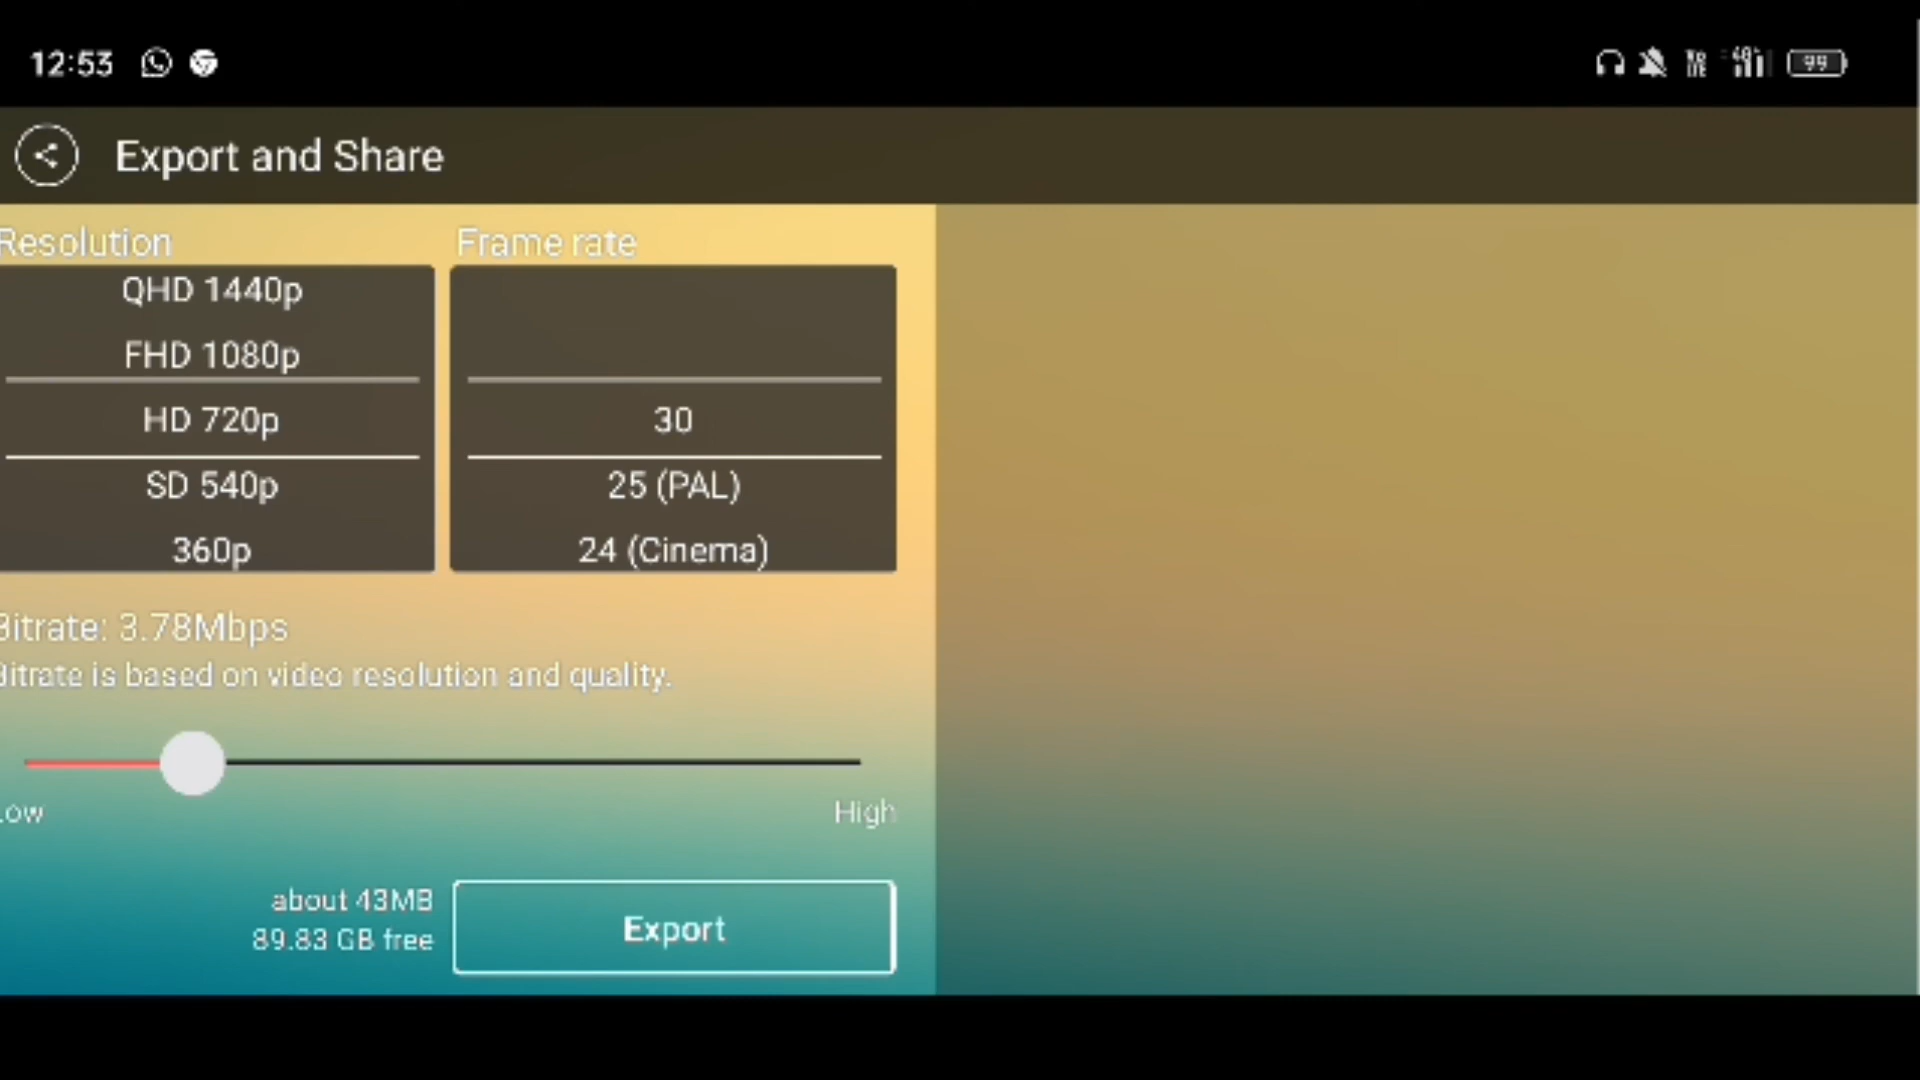 12:53
99
Export and Share
Resolution
Frame rate
QHD 1440p
FHD 1080p
HD 720p
SD 540p
360p
30
25 (PAL)
24 (Cinema)
Bitrate: 3.78Mbps
Bitrate is based on video resolution and quality.
Low
High
about 43MB
89.83 GB free
Export